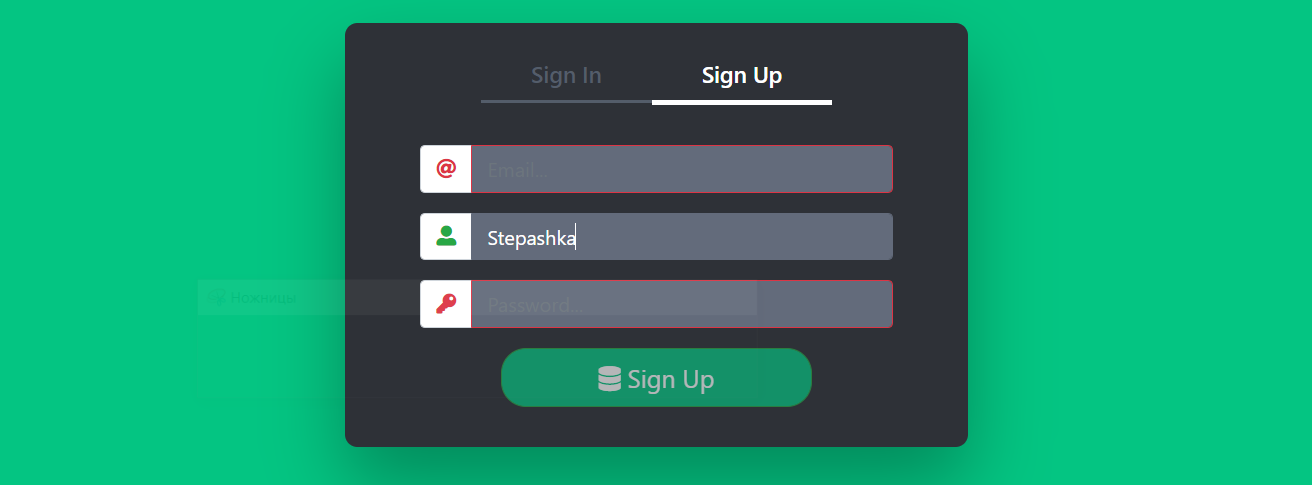 Sign In
Sign Up
@
Email...
Stepashka
Ножницы
Password...
Sign Up